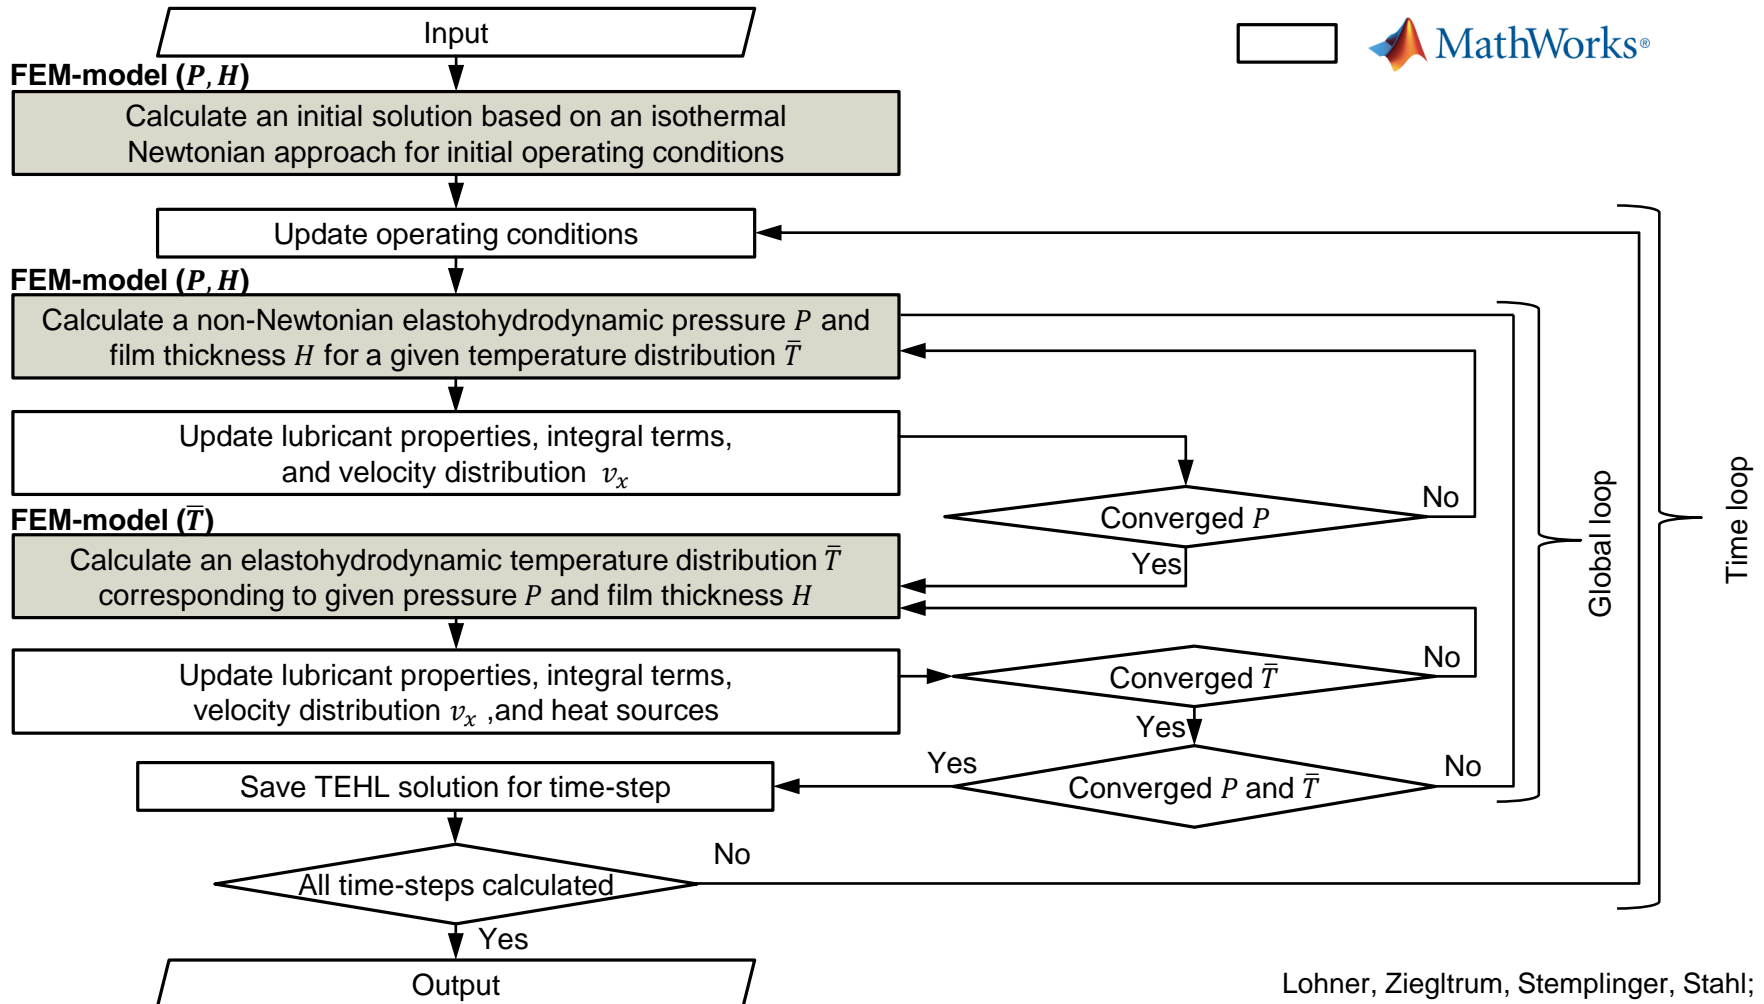 Input
MathWorks®
FEM-model (P, H)
Calculate an initial solution based on an isothermal
Newtonian approach for initial operating conditions
Update operating conditions
FEM-model (P, H)
Calculate a non-Newtonian elastohydrodynamic pressure P and
film thickness H for a given temperature distribution T̄
Update lubricant properties, integral terms,
and velocity distribution vₓ
Converged P
No
Yes
FEM-model (T̄)
Calculate an elastohydrodynamic temperature distribution T̄
corresponding to given pressure P and film thickness H
Update lubricant properties, integral terms,
velocity distribution vₓ ,and heat sources
Converged T̄
No
Yes
Converged P and T̄
Yes
No
Save TEHL solution for time-step
All time-steps calculated
No
Yes
Output
Global loop
Time loop
Lohner, Ziegltrum, Stemplinger, Stahl;